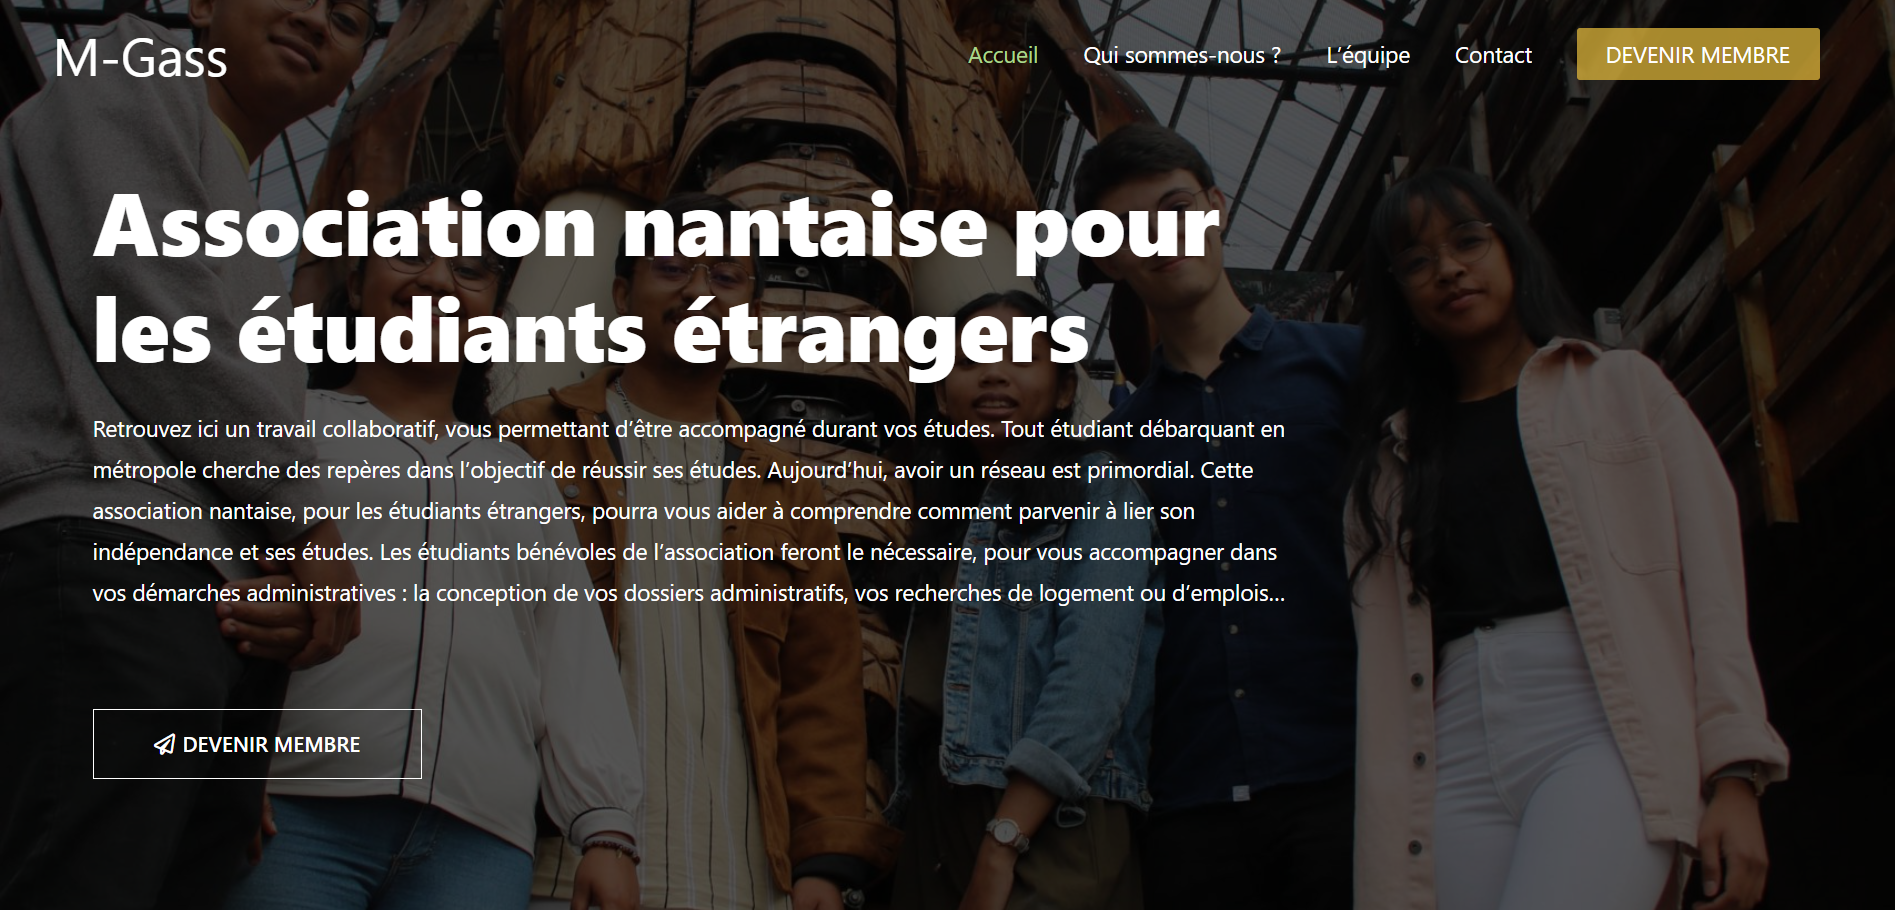 M-Gass
Accueil
Qui sommes-nous ?
L’équipe
Contact
DEVENIR MEMBRE
Association nantaise pour
les étudiants étrangers
Retrouvez ici un travail collaboratif, vous permettant d’être accompagné durant vos études. Tout étudiant débarquant en
métropole cherche des repères dans l’objectif de réussir ses études. Aujourd’hui, avoir un réseau est primordial. Cette
association nantaise, pour les étudiants étrangers, pourra vous aider à comprendre comment parvenir à lier son
indépendance et ses études. Les étudiants bénévoles de l’association feront le nécessaire, pour vous accompagner dans
vos démarches administratives : la conception de vos dossiers administratifs, vos recherches de logement ou d’emplois…
DEVENIR MEMBRE